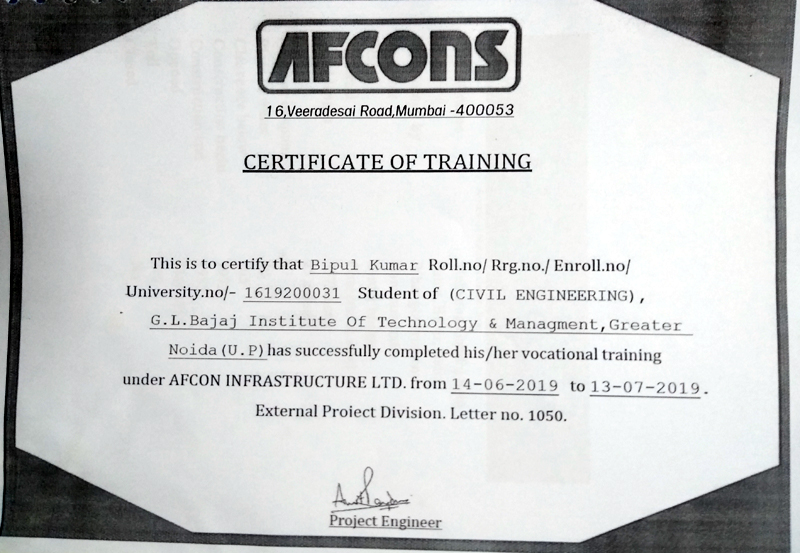 AFCONS
16,Veeradesai Road,Mumbai -400053
CERTIFICATE OF TRAINING
This is to certify that Bipul Kumar Roll.no/ Rrg.no./ Enroll.no/
University.no/- 1619200031 Student of (CIVIL ENGINEERING),
G.L.Bajaj Institute Of Technology & Managment,Greater
Noida(U.P)has successfully completed his/her vocational training
under AFCON INFRASTRUCTURE LTD. from 14-06-2019 to 13-07-2019.
External Project Division. Letter no. 1050.
Project Engineer